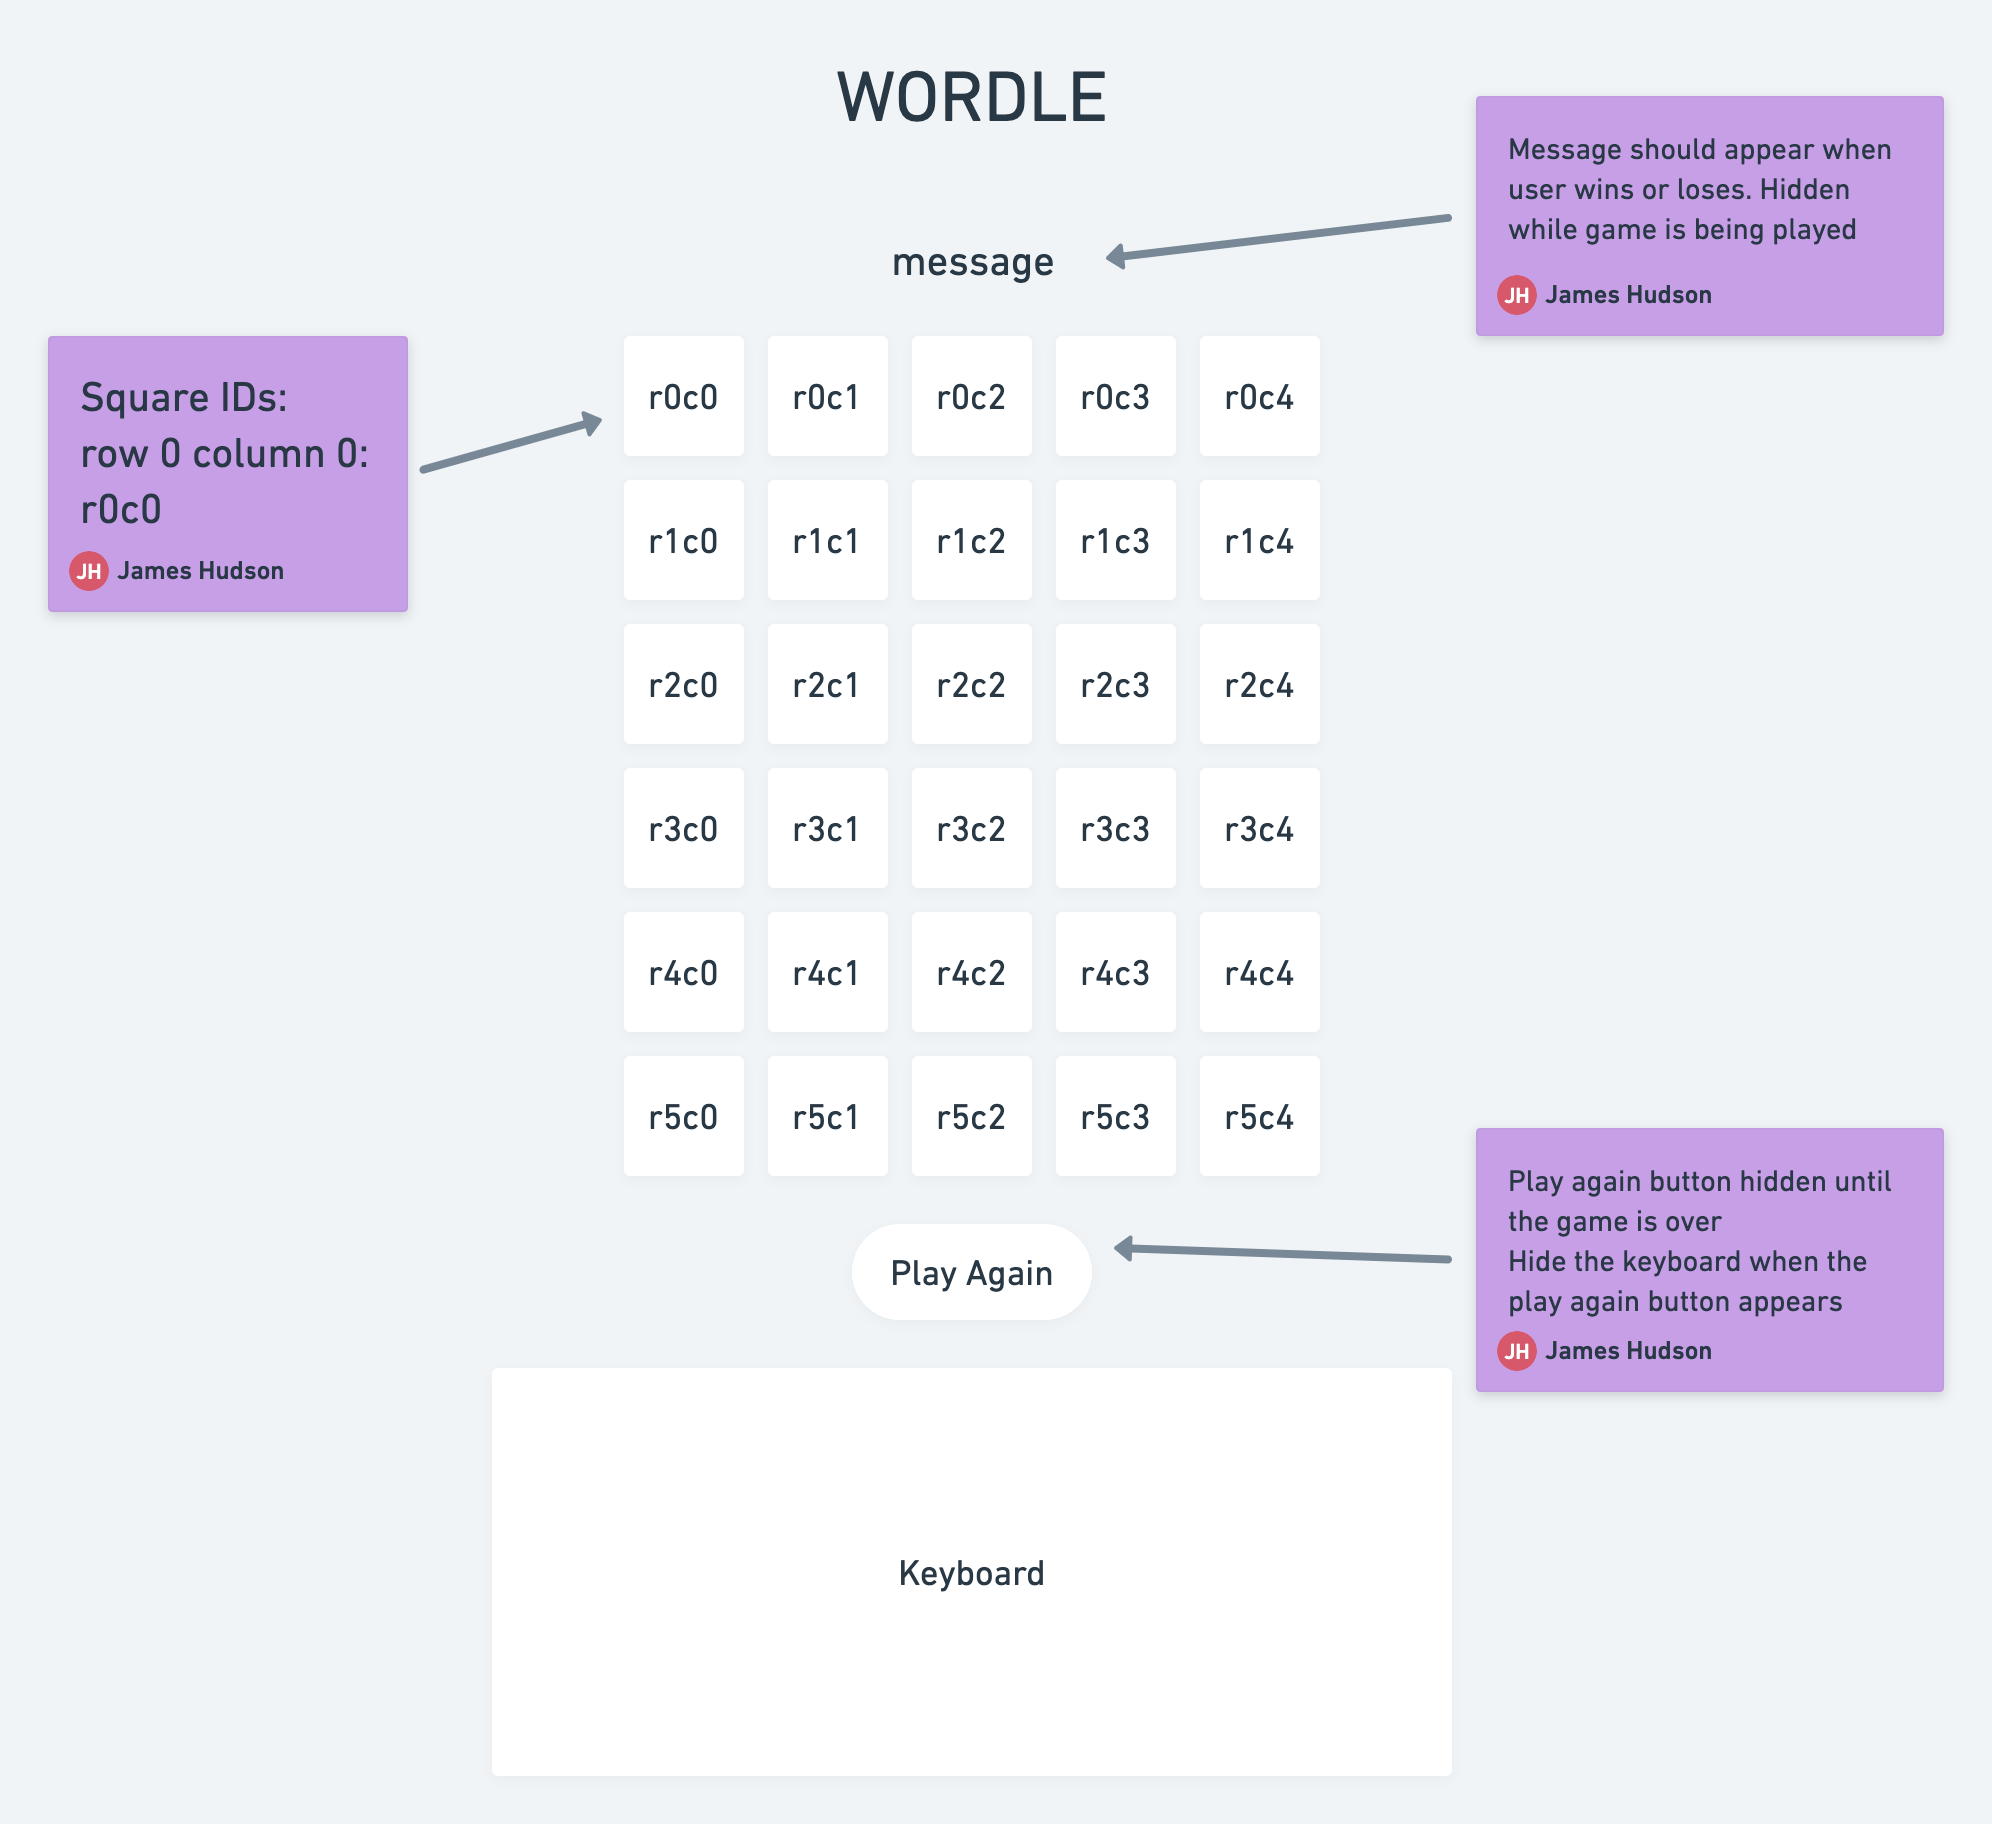 WORDLE
Message should appear when
user wins or loses. Hidden
while game is being played
JH James Hudson
message
Square IDs:
row 0 column 0:
r0c0
JH James Hudson
r0c0 r0c1 r0c2 r0c3 r0c4
r1c0 r1c1 r1c2 r1c3 r1c4
r2c0 r2c1 r2c2 r2c3 r2c4
r3c0 r3c1 r3c2 r3c3 r3c4
r4c0 r4c1 r4c2 r4c3 r4c4
r5c0 r5c1 r5c2 r5c3 r5c4
Play again button hidden until
the game is over
Hide the keyboard when the
play again button appears
JH James Hudson
Play Again
Keyboard